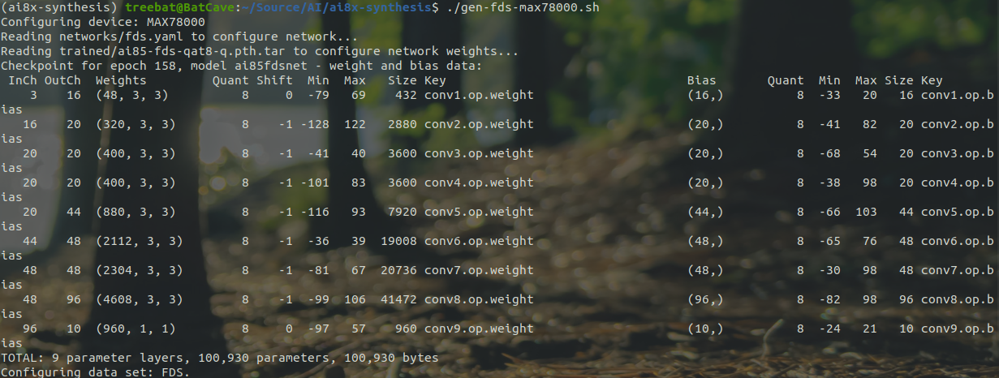 (ai8x-synthesis) treebat@BatCave:~/Source/AI/ai8x-synthesis$ ./gen-fds-max78000.sh
Configuring device: MAX78000
Reading networks/fds.yaml to configure network...
Reading trained/ai85-fds-qat8-q.pth.tar to configure network weights...
Checkpoint for epoch 158, model ai85fdsnet - weight and bias data:
 InCh OutCh  Weights         Quant Shift  Min   Max   Size Key                                 Bias       Quant  Min  Max Size Key
    3    16  (48, 3, 3)          8     0  -79    69    432 conv1.op.weight                     (16,)          8  -33   20   16 conv1.op.b
ias
   16    20  (320, 3, 3)         8    -1 -128   122   2880 conv2.op.weight                     (20,)          8  -41   82   20 conv2.op.b
ias
   20    20  (400, 3, 3)         8    -1  -41    40   3600 conv3.op.weight                     (20,)          8  -68   54   20 conv3.op.b
ias
   20    20  (400, 3, 3)         8    -1 -101    83   3600 conv4.op.weight                     (20,)          8  -38   98   20 conv4.op.b
ias
   20    44  (880, 3, 3)         8    -1 -116    93   7920 conv5.op.weight                     (44,)          8  -66  103   44 conv5.op.b
ias
   44    48  (2112, 3, 3)        8    -1  -36    39  19008 conv6.op.weight                     (48,)          8  -65   76   48 conv6.op.b
ias
   48    48  (2304, 3, 3)        8    -1  -81    67  20736 conv7.op.weight                     (48,)          8  -30   98   48 conv7.op.b
ias
   48    96  (4608, 3, 3)        8    -1  -99   106  41472 conv8.op.weight                     (96,)          8  -82   98   96 conv8.op.b
ias
   96    10  (960, 1, 1)         8     0  -97    57    960 conv9.op.weight                     (10,)          8  -24   21   10 conv9.op.b
ias
TOTAL: 9 parameter layers, 100,930 parameters, 100,930 bytes
Configuring data set: FDS.